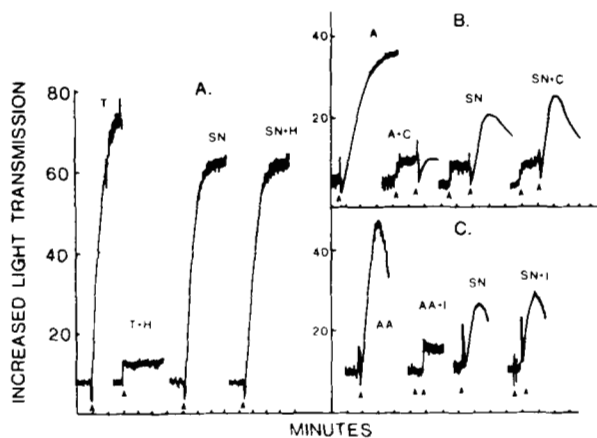 INCREASED LIGHT TRANSMISSION
A.
80
60
40
20
T
T+H
SN
SN+H
B.
40
20
A
A+C
SN
SN+C
C.
40
20
AA
AA+I
SN
SN+I
MINUTES